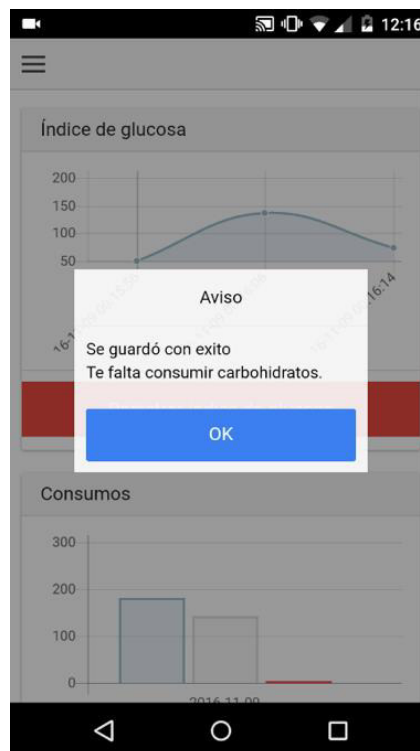 12:16
Índice de glucosa
200
150
100
50
Aviso
Se guardó con exito
Te falta consumir carbohidratos.
OK
Consumos
300
200
100
0
2016-11-09